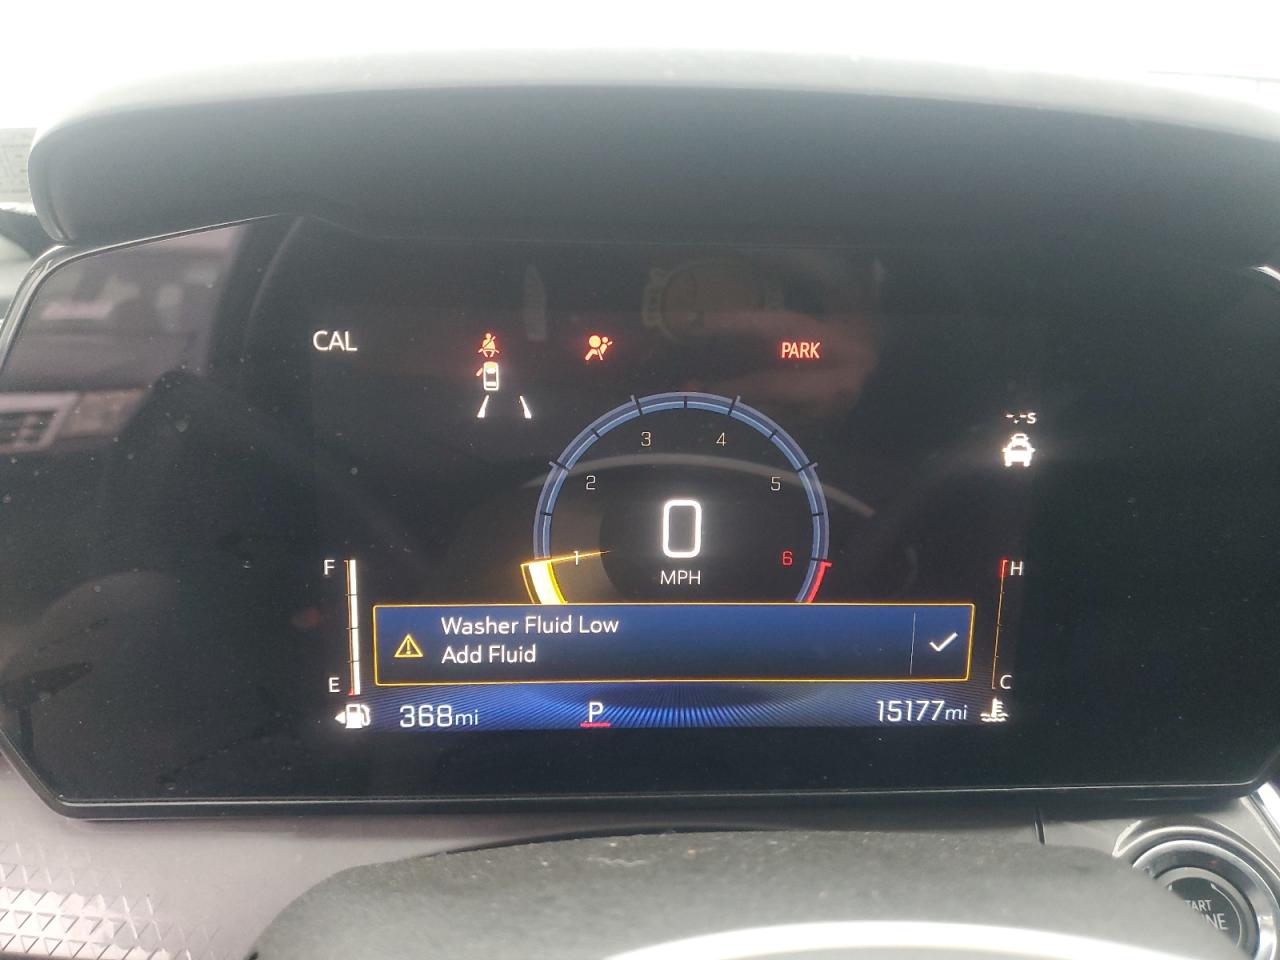 CAL
PARK
--s
3 4
2 5
1 6
0
MPH
F
H
Washer Fluid Low
Add Fluid
E
C
368mi
P
15177mi